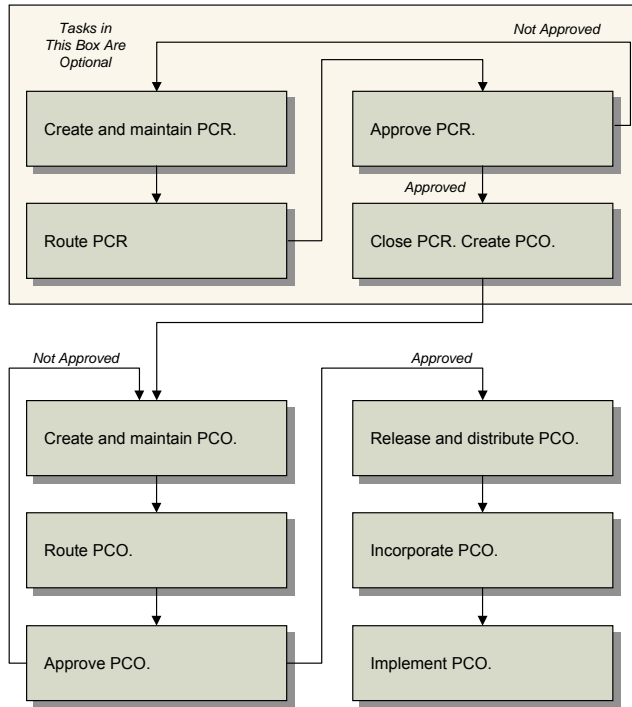 Tasks in
This Box Are
Optional
Not Approved
Create and maintain PCR.
Approve PCR.
Approved
Route PCR
Close PCR. Create PCO.
Not Approved
Approved
Create and maintain PCO.
Release and distribute PCO.
Route PCO.
Incorporate PCO.
Approve PCO.
Implement PCO.